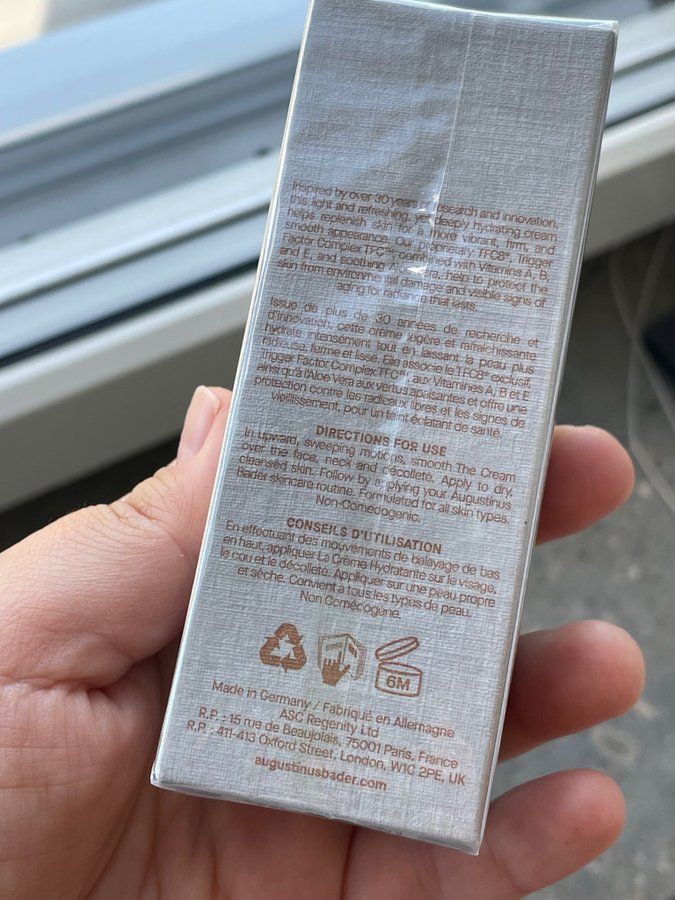 Inspired by over 30 years research and innovation,
this light and refreshing, yet deeply hydrating cream
helps replenish skin for a more vibrant, firm, and
smooth appearance. Our proprietary TFC8®, Trigger
Factor Complex TFC™, combined with Vitamins A, B,
and E, and soothing help to protect the
skin from environmental damage and visible signs of
aging for radiance that lasts.
Issue de plus de 30 années de recherche et
d'innovation, cette crème légère et rafraîchissante
hydrate intensément tout en laissant la peau plus
radieuse, ferme et lisse. Elle associe le TFC8® exclusif,
Trigger Factor Complex TFC™, aux Vitamines A, B et E
ainsi qu'à l'Aloe Vera aux vertus apaisantes et offre une
protection contre les radicaux libres et les signes de
vieillissement, pour un teint éclatant de santé.
DIRECTIONS FOR USE
In upward, sweeping motions, smooth The Cream
over the face, neck and décolleté. Apply to dry,
cleansed skin. Follow by applying your Augustinus
Bader skincare routine. Formulated for all skin types.
Non-Comedogenic.
CONSEILS D'UTILISATION
En effectuant des mouvements de balayage de bas
en haut, appliquer La Crème Hydratante sur le visage,
le cou et le décolleté. Appliquer sur une peau propre
et sèche. Convient à tous les types de peau.
Non Comédogène.
6M
Made in Germany / Fabriqué en Allemagne
ASC Regenity Ltd
R.P. : 15 rue de Beaujolais, 75001 Paris, France
R.P. : 411-413 Oxford Street, London, W1C 2PE, UK
augustinusbader.com